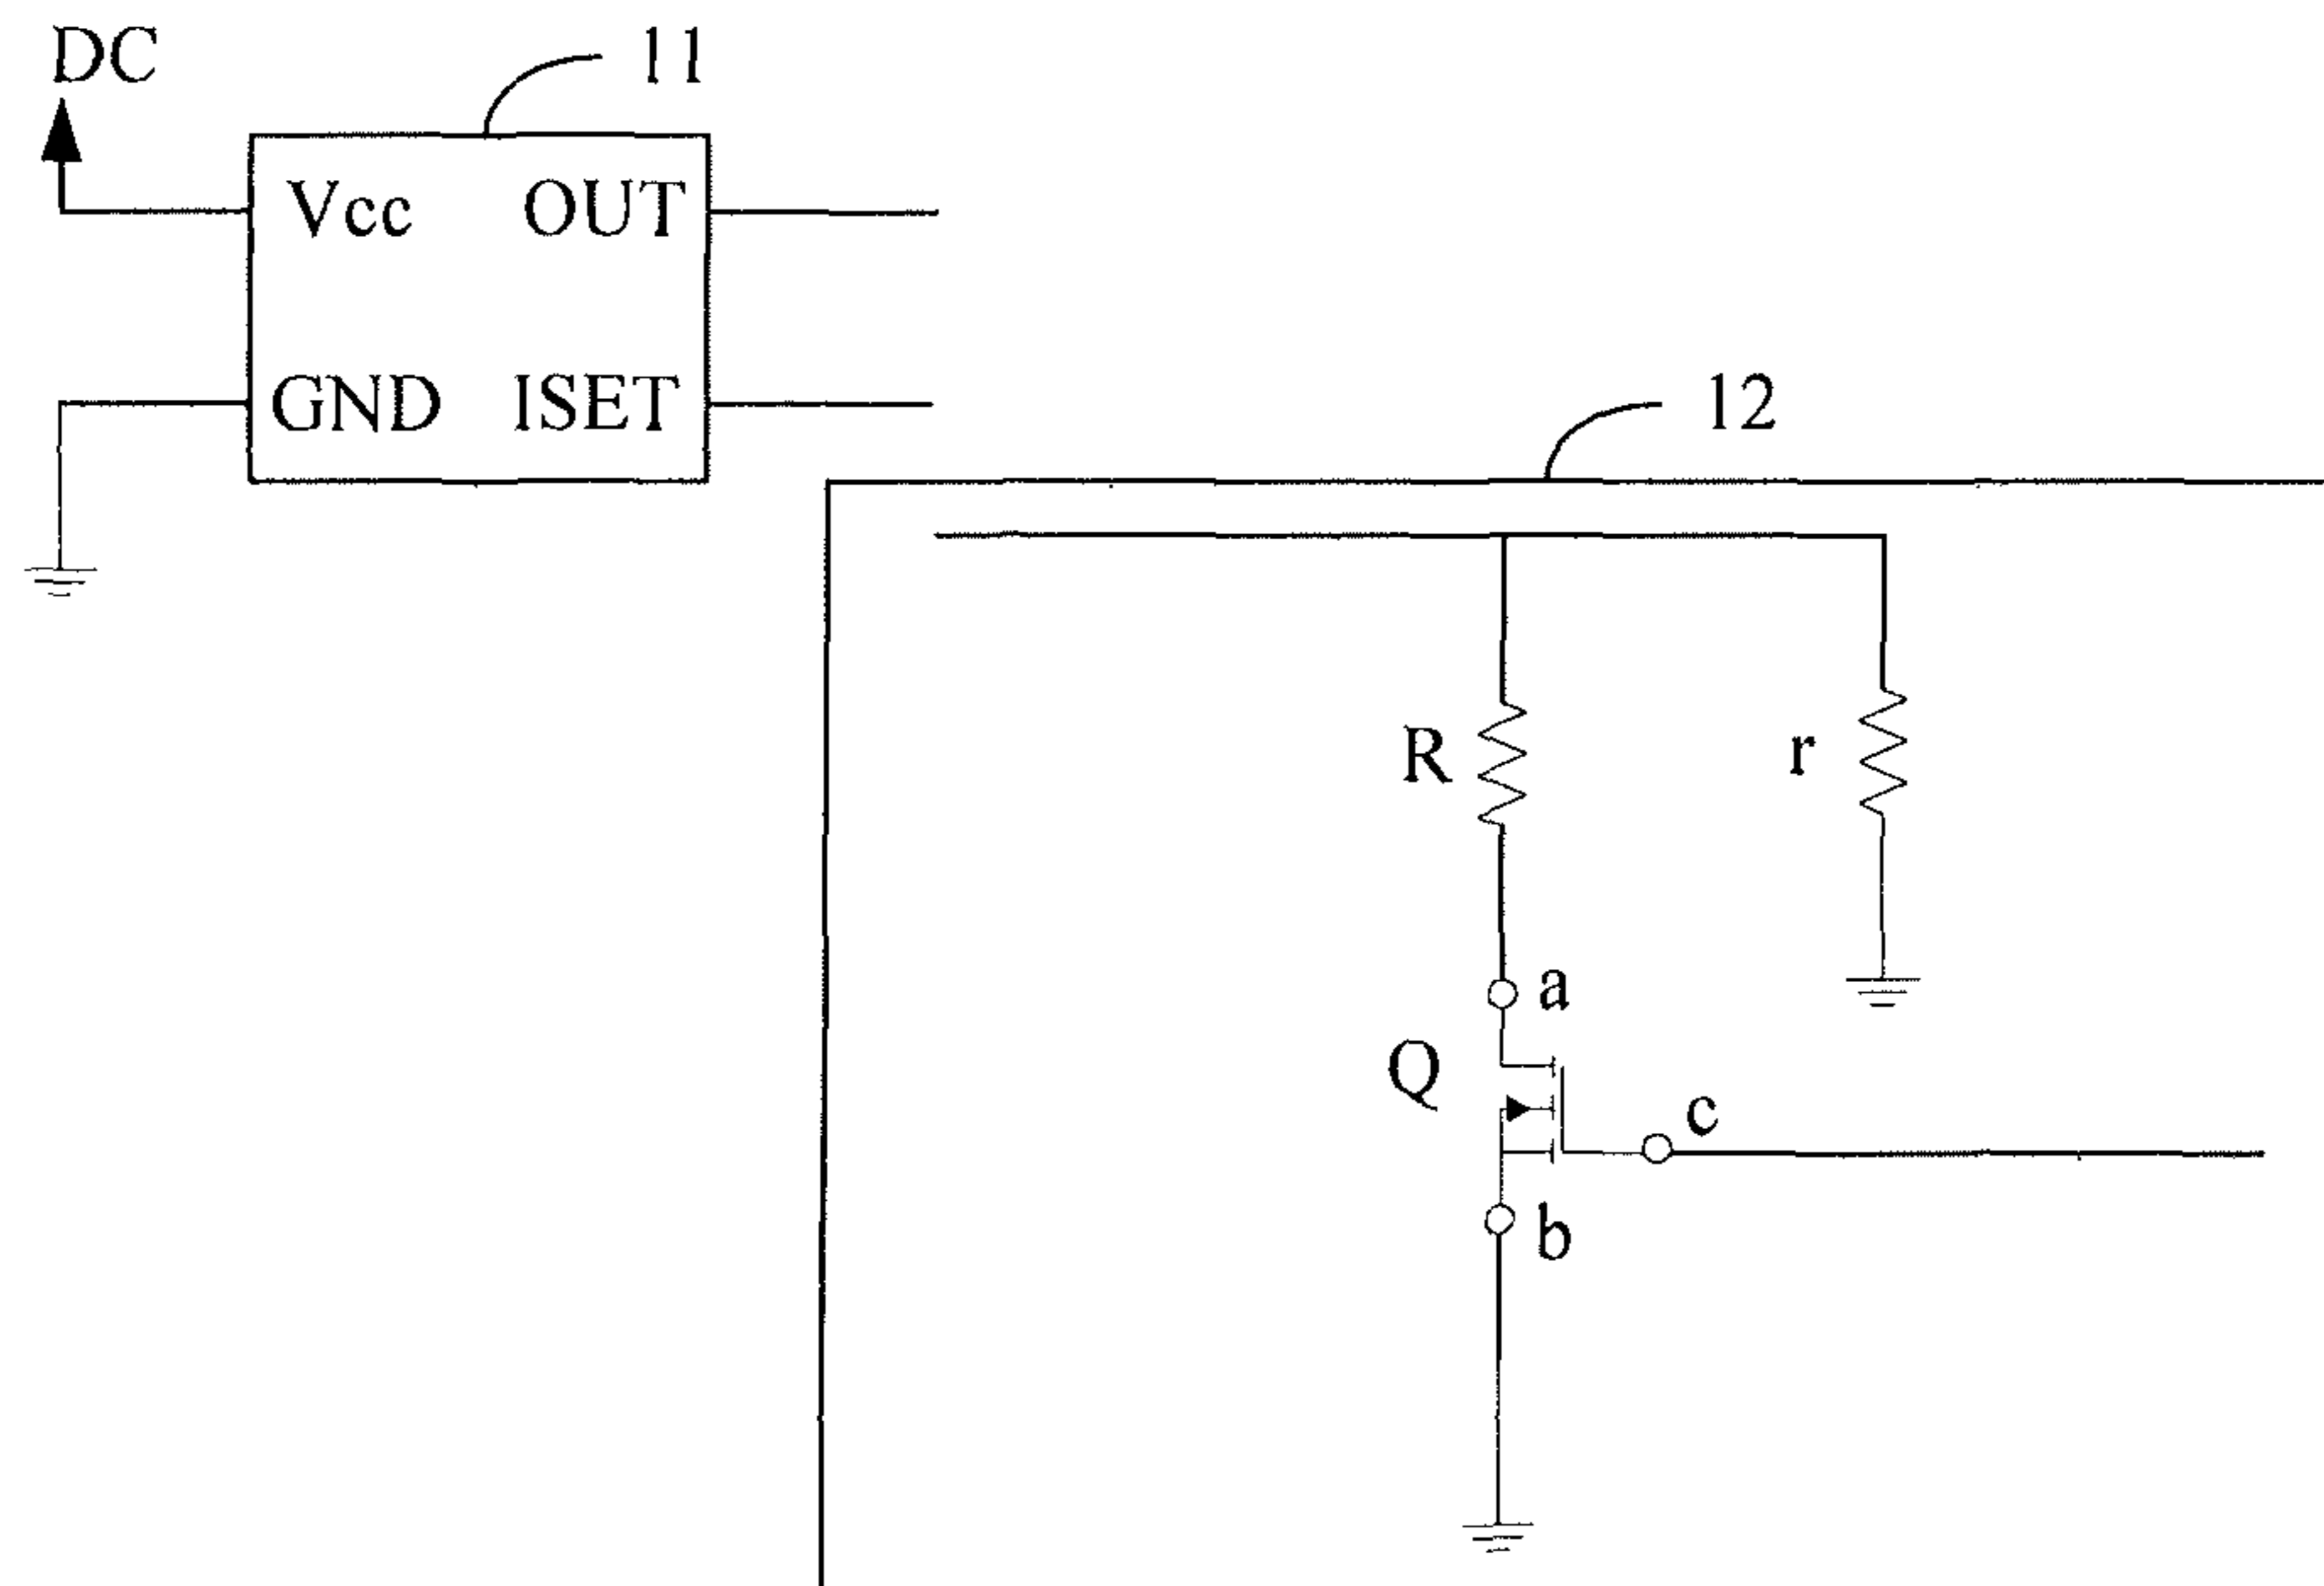 DC
11
Vcc OUT
GND ISET
12
R r
a
Q
c
b